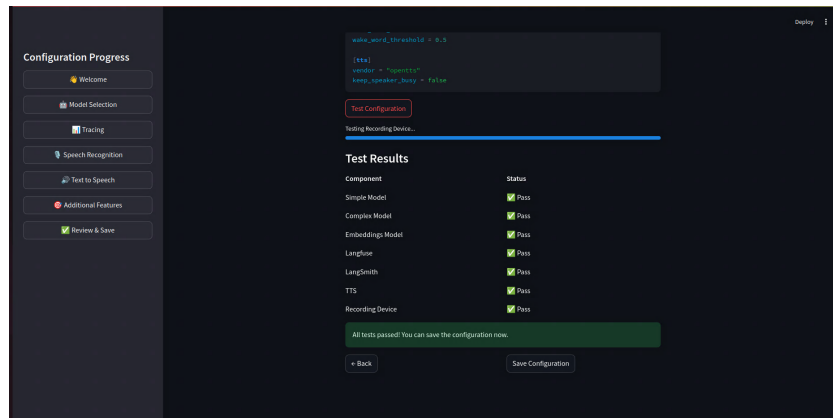 Deploy
Configuration Progress
👋 Welcome
🤖 Model Selection
📊 Tracing
🎙️ Speech Recognition
🔊 Text to Speech
🎯 Additional Features
✅ Review & Save
wake_word_threshold = 0.5
[tts]
vendor = "opentts"
keep_speaker_busy = false
Test Configuration
Testing Recording Device...
Test Results
Component Status
Simple Model ✅ Pass
Complex Model ✅ Pass
Embeddings Model ✅ Pass
Langfuse ✅ Pass
LangSmith ✅ Pass
TTS ✅ Pass
Recording Device ✅ Pass
All tests passed! You can save the configuration now.
← Back Save Configuration